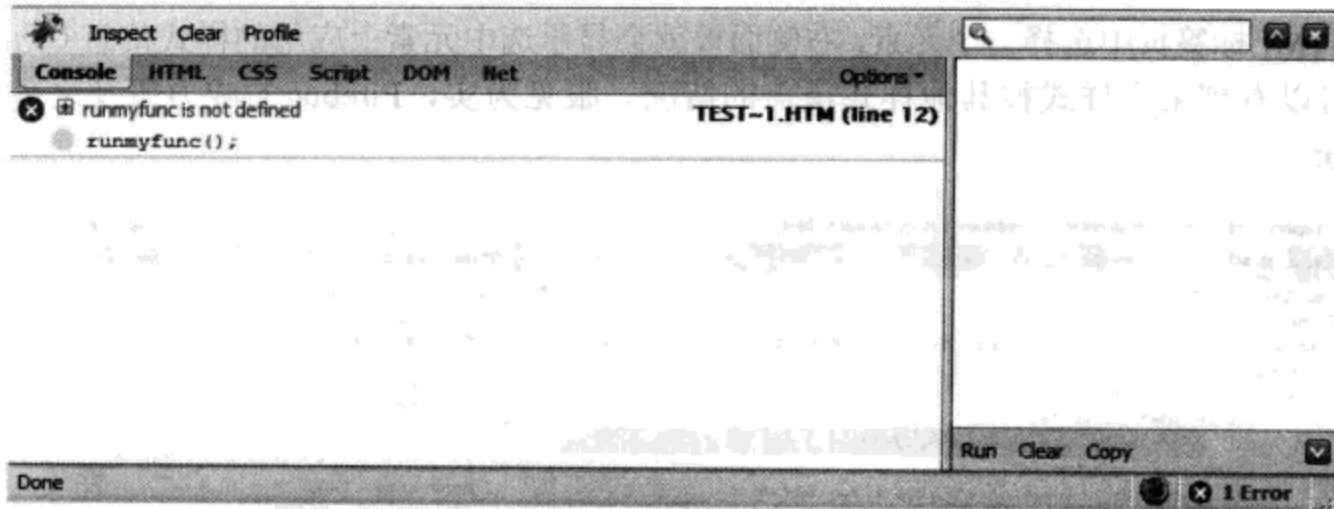 Inspect Clear Profile
Console HTML CSS Script DOM Net Options
runmyfunc is not defined TEST~1.HTM (line 12)
runmyfunc();
Run Clear Copy
Done 1 Error